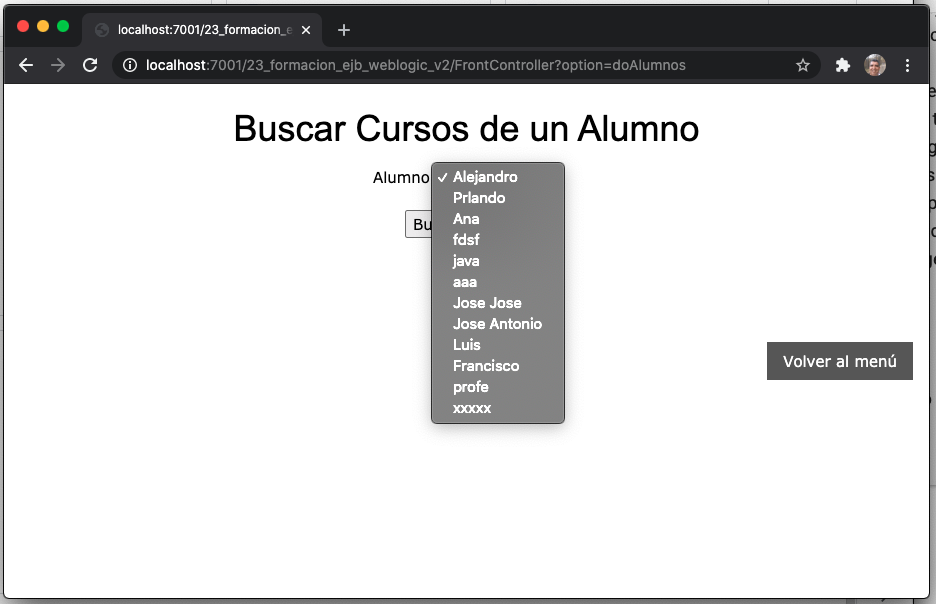 localhost:7001/23_formacion_e
localhost:7001/23_formacion_ejb_weblogic_v2/FrontController?option=doAlumnos
Buscar Cursos de un Alumno
Alumno ✓ Alejandro
Prlando
Ana
Bu fdsf
java
aaa
Jose Jose
Jose Antonio
Luis
Francisco
Volver al menú
profe
xxxxx